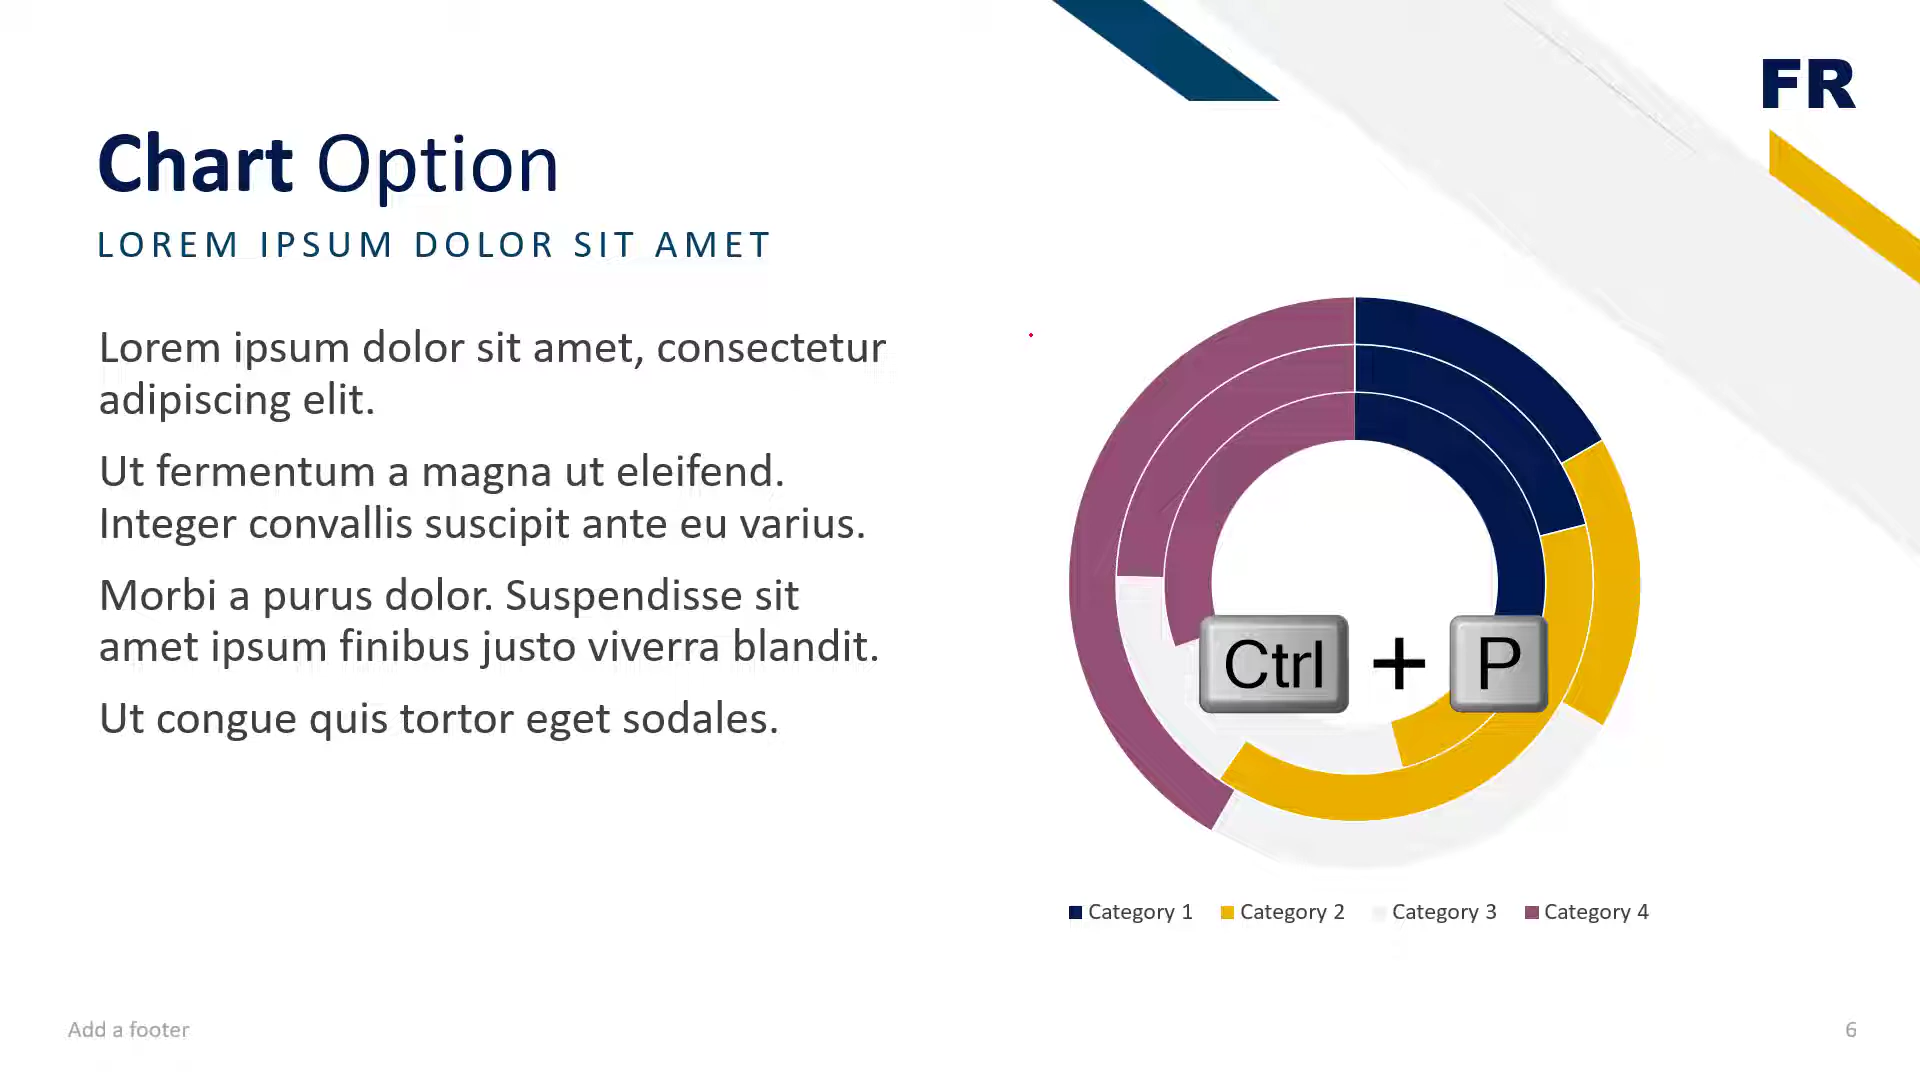 FR
Chart Option
LOREM IPSUM DOLOR SIT AMET
Lorem ipsum dolor sit amet, consectetur
adipiscing elit.
Ut fermentum a magna ut eleifend.
Integer convallis suscipit ante eu varius.
Morbi a purus dolor. Suspendisse sit
amet ipsum finibus justo viverra blandit.
Ut congue quis tortor eget sodales.
Ctrl + P
Category 1 Category 2 Category 3 Category 4
Add a footer
6